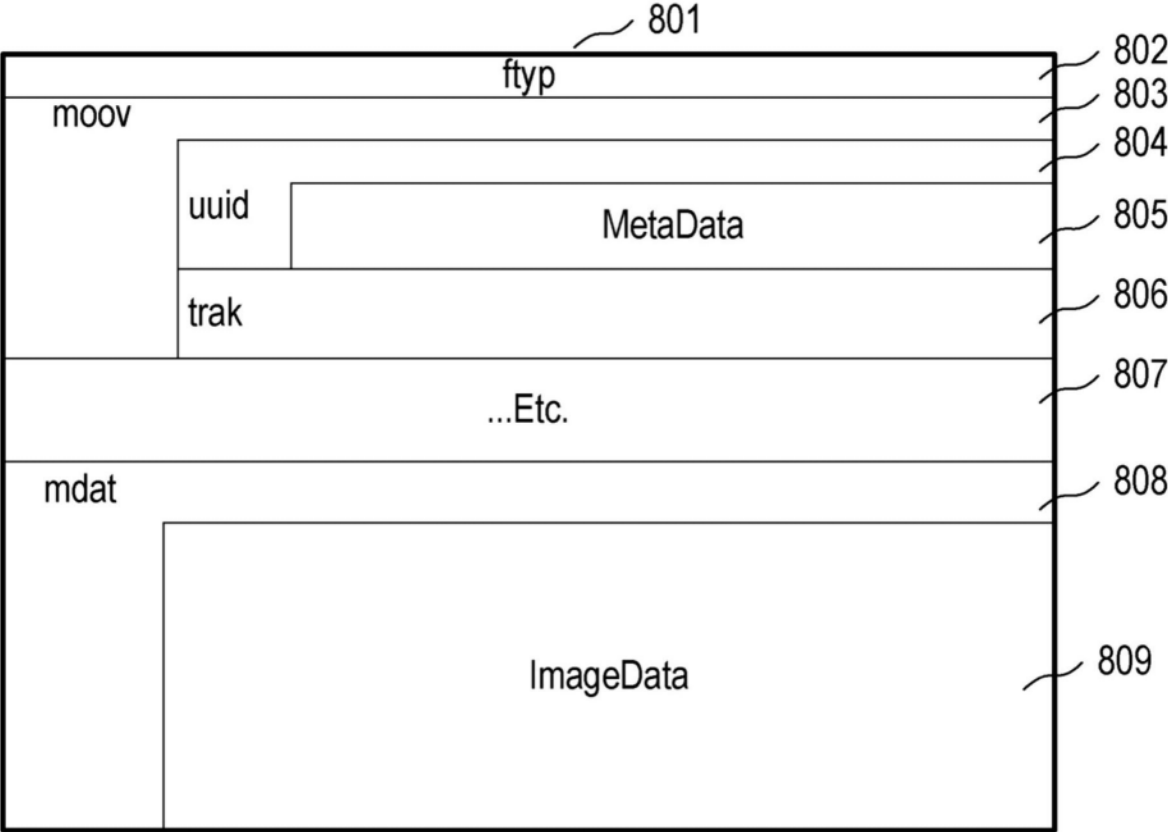 801
ftyp 802
moov 803
804
uuid MetaData 805
trak 806
...Etc. 807
mdat 808
ImageData 809